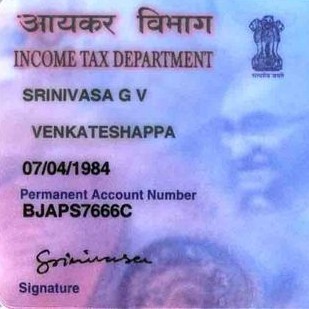 आयकर विभाग
INCOME TAX DEPARTMENT
SRINIVASA G V
VENKATESHAPPA
07/04/1984
Permanent Account Number
BJAPS7666C
Srinivasa
Signature
सत्यमेव जयते